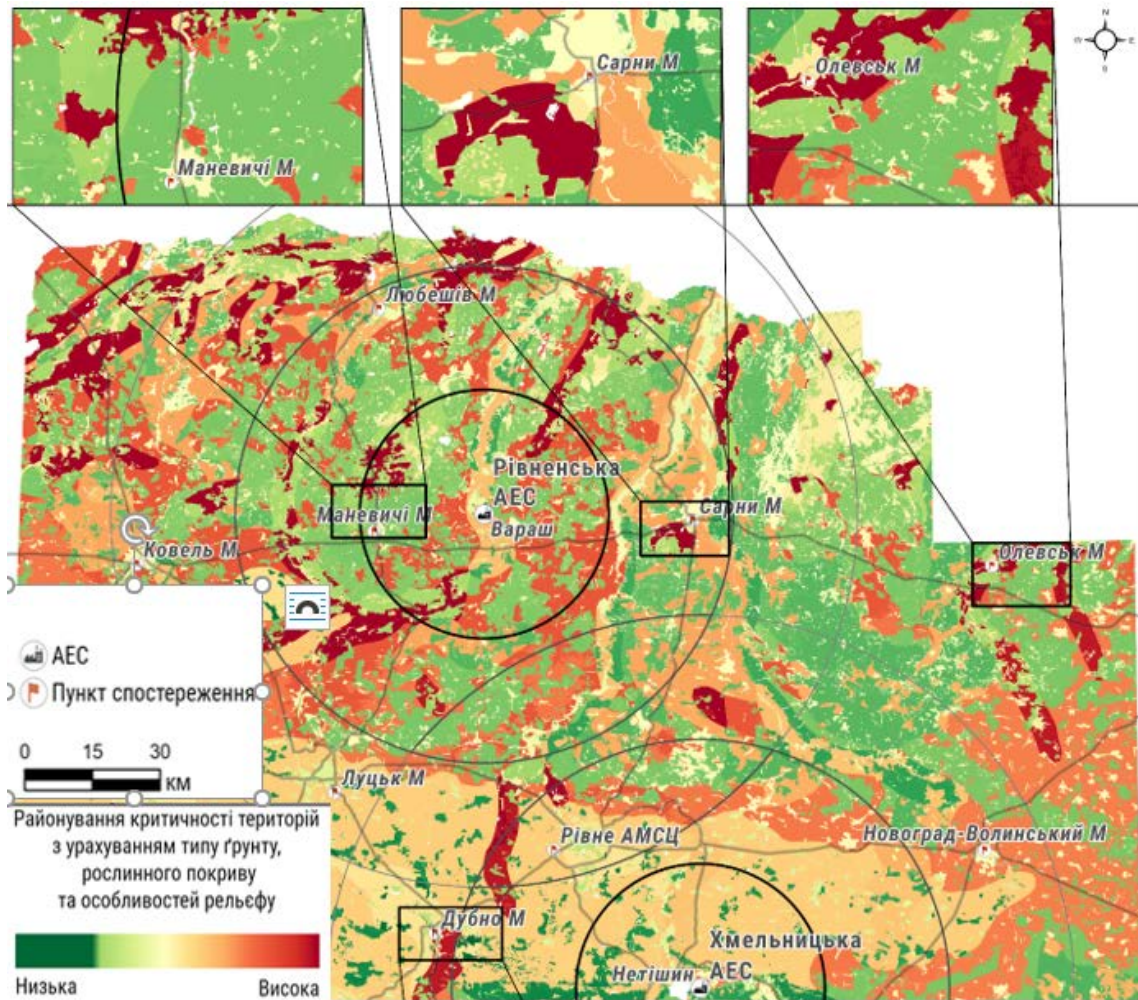 Маневичі М
Сарни М
Олевськ М
N
W
E
S
Любешів М
Рівненська
АЕС
Вараш
Маневичі М
Сарни М
Ковель М
Олевськ М
АЕС
Пункт спостереження
0 15 30
КМ
Луцьк М
Районування критичності територій
з урахуванням типу ґрунту,
рослинного покриву
та особливостей рельєфу
Рівне АМСЦ
Новоград-Волинський М
Дубно М
Хмельницька
АЕС
Нетішин
Низька Висока